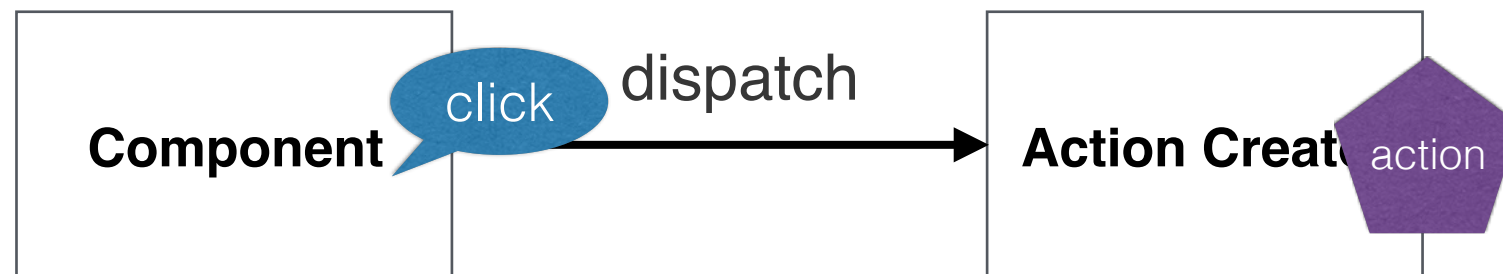 Component
click
dispatch
Action Creat
action